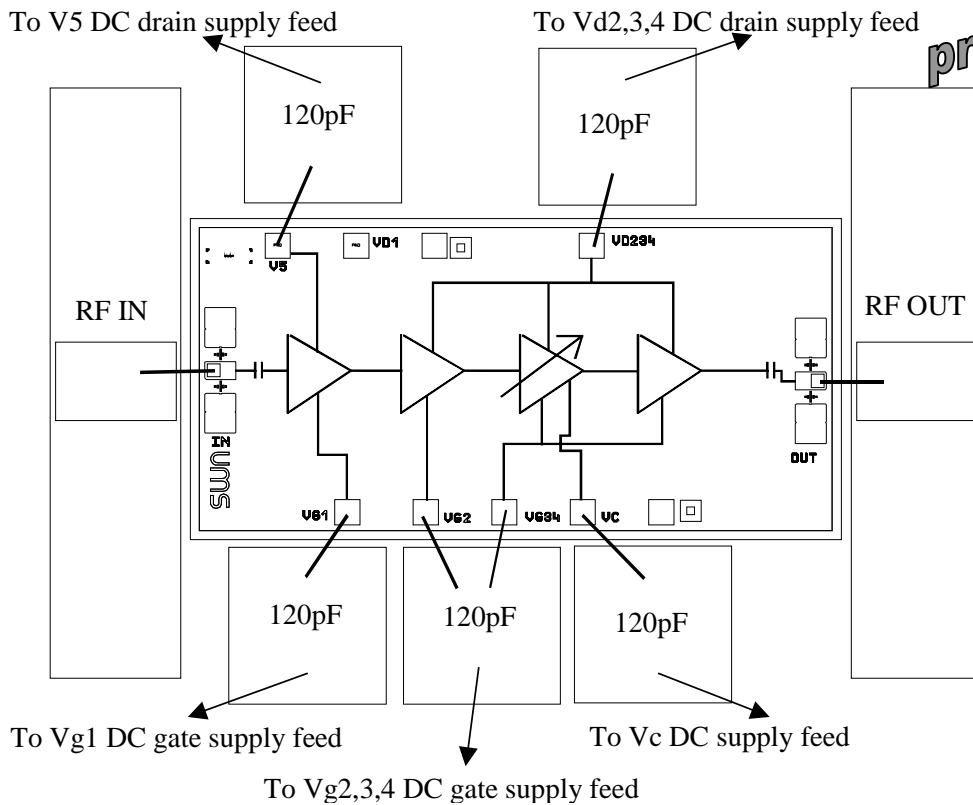 To V5 DC drain supply feed
To Vd2,3,4 DC drain supply feed
pr
120pF
120pF
V5
VD1
VD234
RF IN
RF OUT
IN
ums
OUT
VG1
VG2
VG34
VC
120pF
120pF
120pF
To Vg1 DC gate supply feed
To Vc DC supply feed
To Vg2,3,4 DC gate supply feed